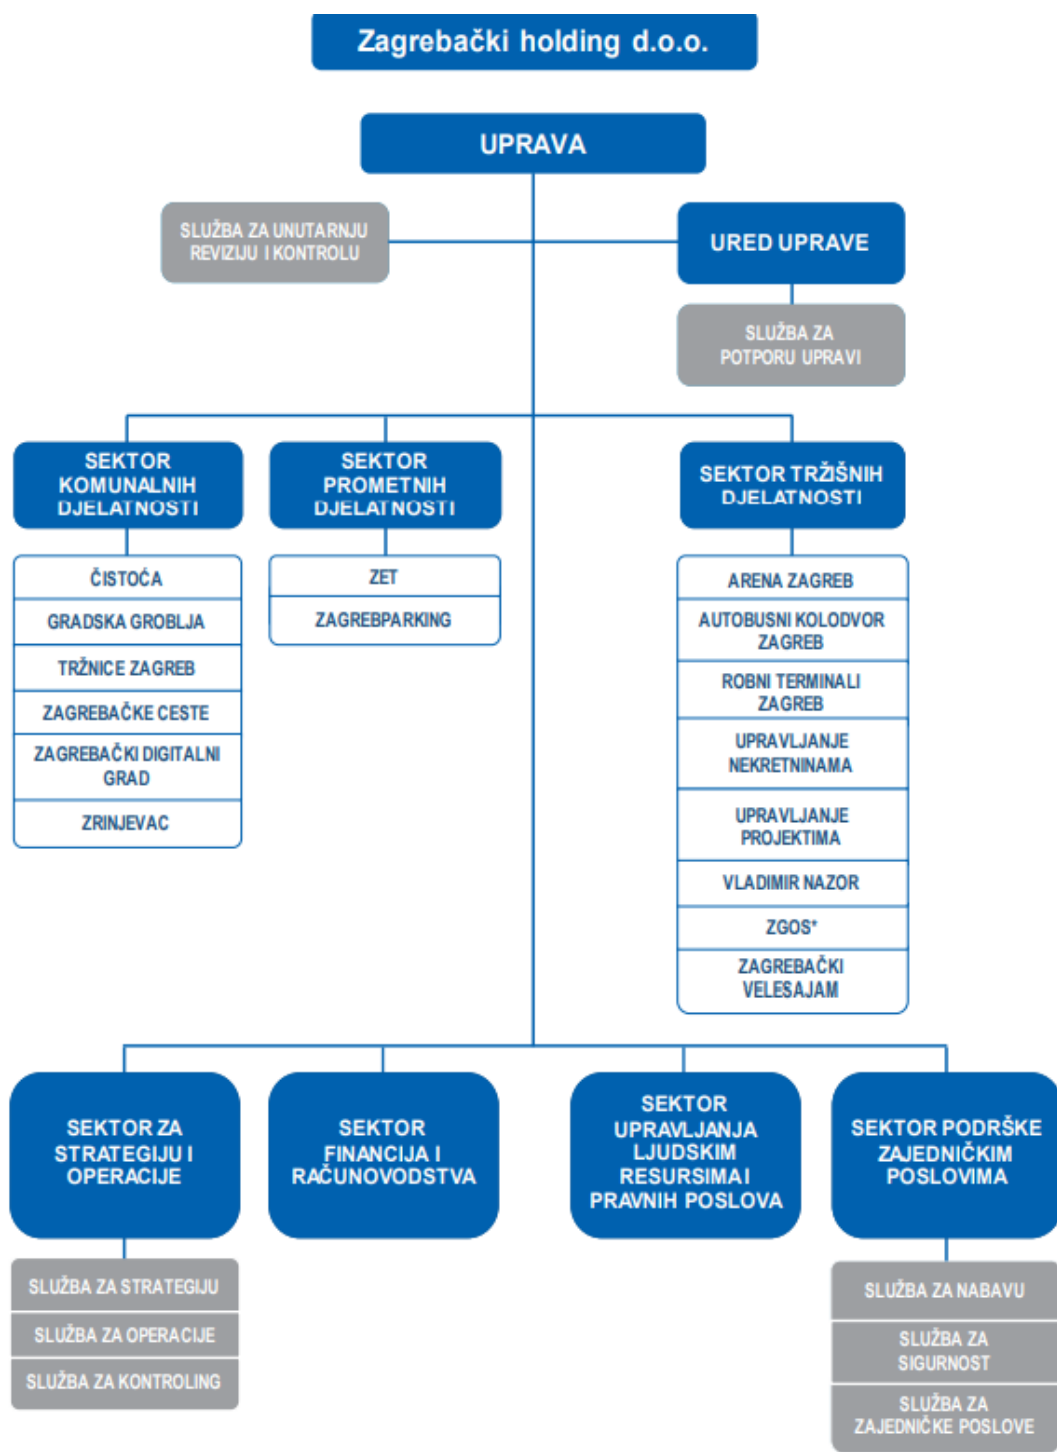 Zagrebački holding d.o.o.
UPRAVA
SLUŽBA ZA UNUTARNJU
REVIZIJU I KONTROLU
URED UPRAVE
SLUŽBA ZA
POTPORU UPRAVI
SEKTOR
KOMUNALNIH
DJELATNOSTI
ČISTOĆA
GRADSKA GROBLJA
TRŽNICE ZAGREB
ZAGREBAČKE CESTE
ZAGREBAČKI DIGITALNI
GRAD
ZRINJEVAC
SEKTOR
PROMETNIH
DJELATNOSTI
ZET
ZAGREBPARKING
SEKTOR TRŽIŠNIH
DJELATNOSTI
ARENA ZAGREB
AUTOBUSNI KOLODVOR
ZAGREB
ROBNI TERMINALI
ZAGREB
UPRAVLJANJE
NEKRETNINAMA
UPRAVLJANJE
PROJEKTIMA
VLADIMIR NAZOR
ZGOS*
ZAGREBAČKI
VELESAJAM
SEKTOR ZA
STRATEGIJU I
OPERACIJE
SLUŽBA ZA STRATEGIJU
SLUŽBA ZA OPERACIJE
SLUŽBA ZA KONTROLING
SEKTOR
FINANCIJA I
RAČUNOVODSTVA
SEKTOR
UPRAVLJANJA
LJUDSKIM
RESURSIMA I
PRAVNIH POSLOVA
SEKTOR PODRŠKE
ZAJEDNIČKIM
POSLOVIMA
SLUŽBA ZA NABAVU
SLUŽBA ZA
SIGURNOST
SLUŽBA ZA
ZAJEDNIČKE POSLOVE